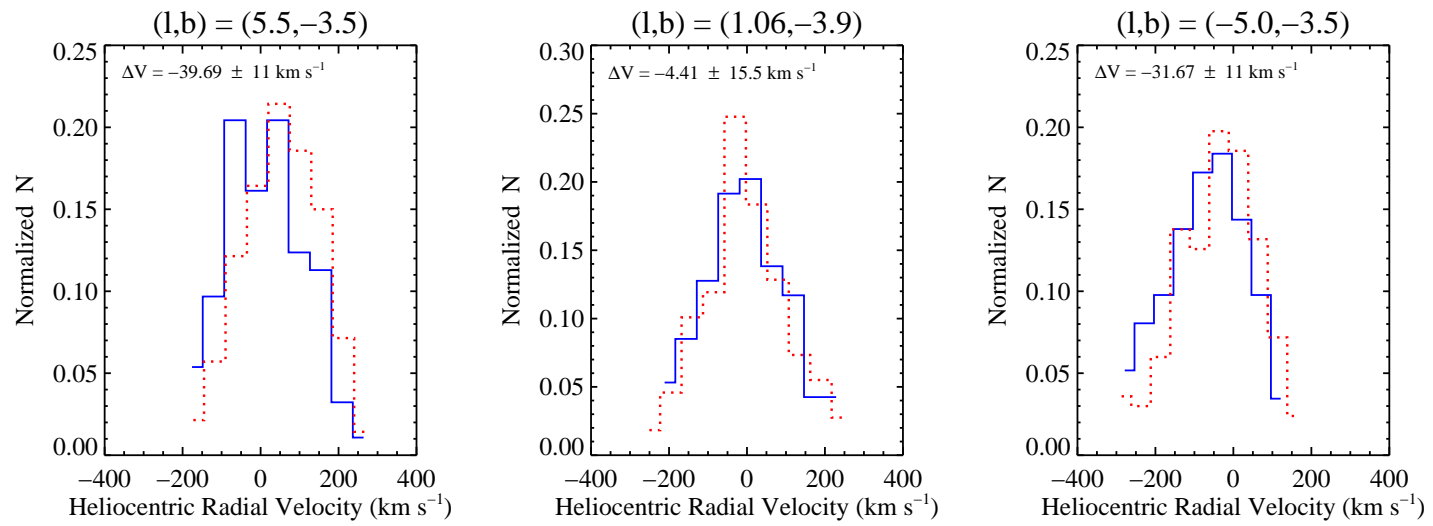 (l,b) = (5.5,−3.5)
0.25
0.20
0.15
0.10
0.05
0.00
Normalized N
ΔV = −39.69 ± 11 km s⁻¹
−400 −200 0 200 400
Heliocentric Radial Velocity (km s⁻¹)
(l,b) = (1.06,−3.9)
0.30
0.25
0.20
0.15
0.10
0.05
0.00
Normalized N
ΔV = −4.41 ± 15.5 km s⁻¹
−400 −200 0 200 400
Heliocentric Radial Velocity (km s⁻¹)
(l,b) = (−5.0,−3.5)
0.25
0.20
0.15
0.10
0.05
0.00
Normalized N
ΔV = −31.67 ± 11 km s⁻¹
−400 −200 0 200 400
Heliocentric Radial Velocity (km s⁻¹)